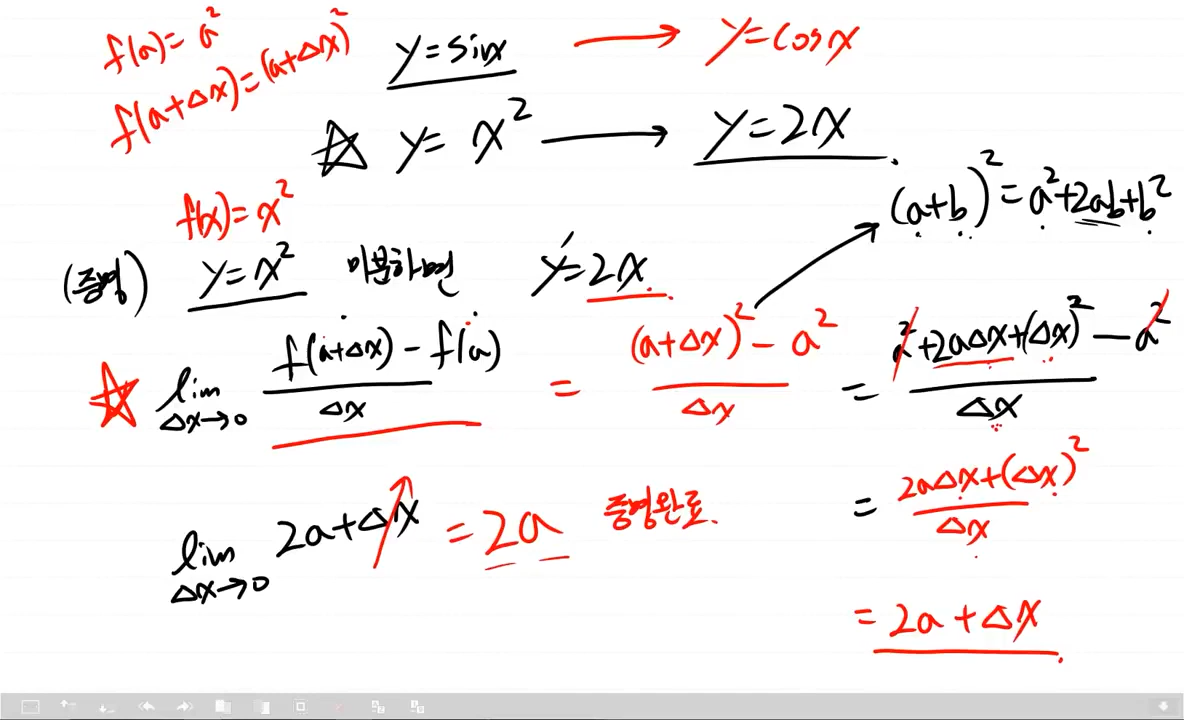 f(a) = a²
f(a+Δx) = (a+Δx)²
y = sinx → y = cosx
☆ y = x² → y = 2x
(a+b)² = a²+2ab+b²
f(x) = x²
(증명) y = x² 미분하면 y' = 2x
☆ lim Δx→0 (f(a+Δx) - f(a))/Δx = ((a+Δx)² - a²)/Δx = (a²+2aΔx+(Δx)² - a²)/Δx
= (2aΔx+(Δx)²)/Δx
lim Δx→0 2a+Δx = 2a 증명완료.
= 2a+Δx